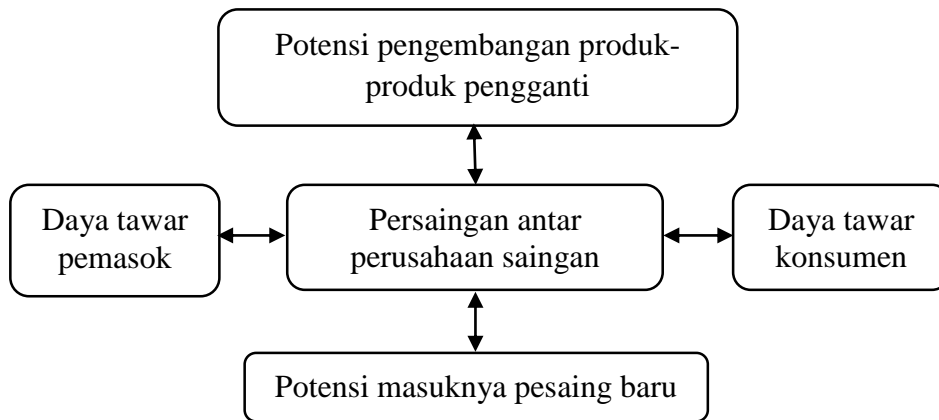 Potensi pengembangan produk-
produk pengganti
Daya tawar
pemasok
Persaingan antar
perusahaan saingan
Daya tawar
konsumen
Potensi masuknya pesaing baru